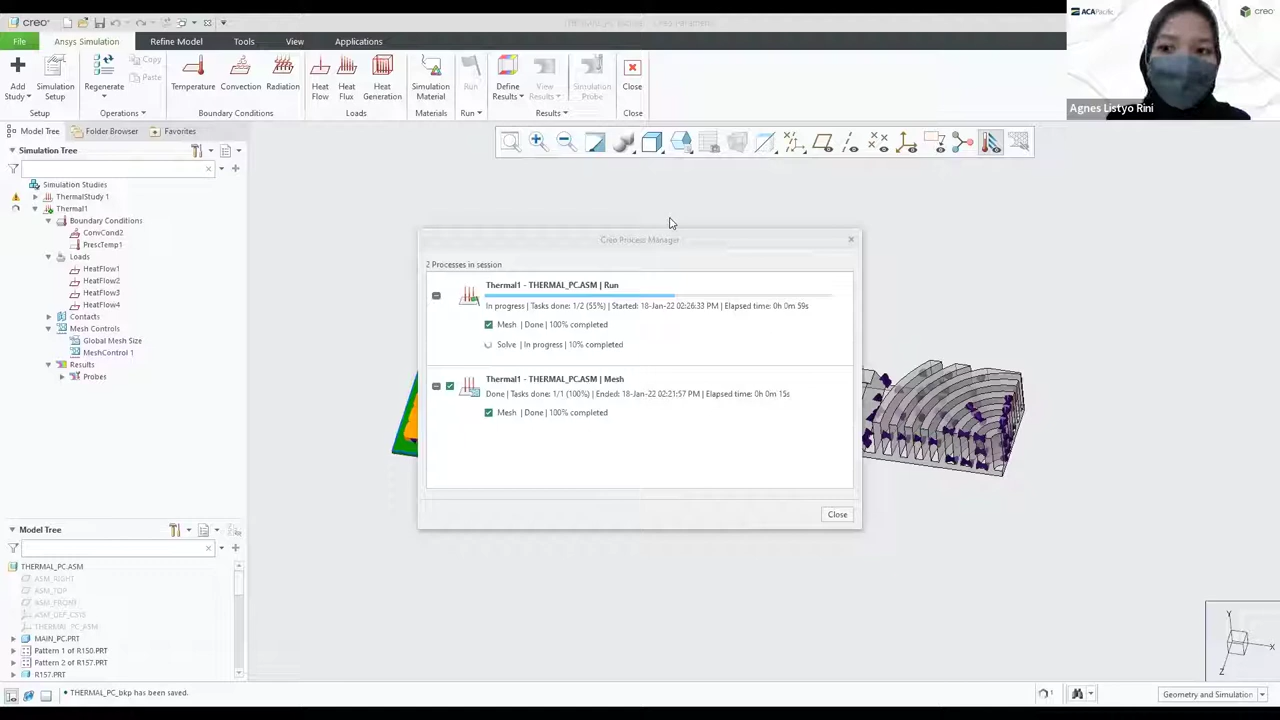 creo
ACAPacific
creo
File
Ansys Simulation
Refine Model
Tools
View
Applications
Add Study
Simulation Setup
Regenerate
Copy
Paste
Temperature
Convection
Radiation
Heat Flow
Heat Flux
Heat Generation
Simulation Material
Run
Define Results
View Results
Simulation Probe
Close
Setup
Operations
Boundary Conditions
Loads
Materials
Run
Results
Close
Agnes Listyo Rini
Model Tree
Folder Browser
Favorites
Simulation Tree
Simulation Studies
ThermalStudy 1
Thermal1
Boundary Conditions
ConvCond2
PrescTemp1
Loads
HeatFlow1
HeatFlow2
HeatFlow3
HeatFlow4
Contacts
Mesh Controls
Global Mesh Size
MeshControl 1
Results
Probes
Creo Process Manager
2 Processes in session
Thermal1 - THERMAL_PC.ASM | Run
In progress | Tasks done: 1/2 (55%) | Started: 18-Jan-22 02:26:33 PM | Elapsed time: 0h 0m 59s
Mesh | Done | 100% completed
Solve | In progress | 10% completed
Thermal1 - THERMAL_PC.ASM | Mesh
Done | Tasks done: 1/1 (100%) | Ended: 18-Jan-22 02:21:57 PM | Elapsed time: 0h 0m 15s
Mesh | Done | 100% completed
Close
Model Tree
THERMAL_PC.ASM
ASM_RIGHT
ASM_TOP
ASM_FRONT
ASM_DEF_CSYS
THERMAL_PC_ASM
MAIN_PC.PRT
Pattern 1 of R150.PRT
Pattern 2 of R157.PRT
R157.PRT
Y
X
Z
• THERMAL_PC_bkp has been saved.
1
Geometry and Simulation